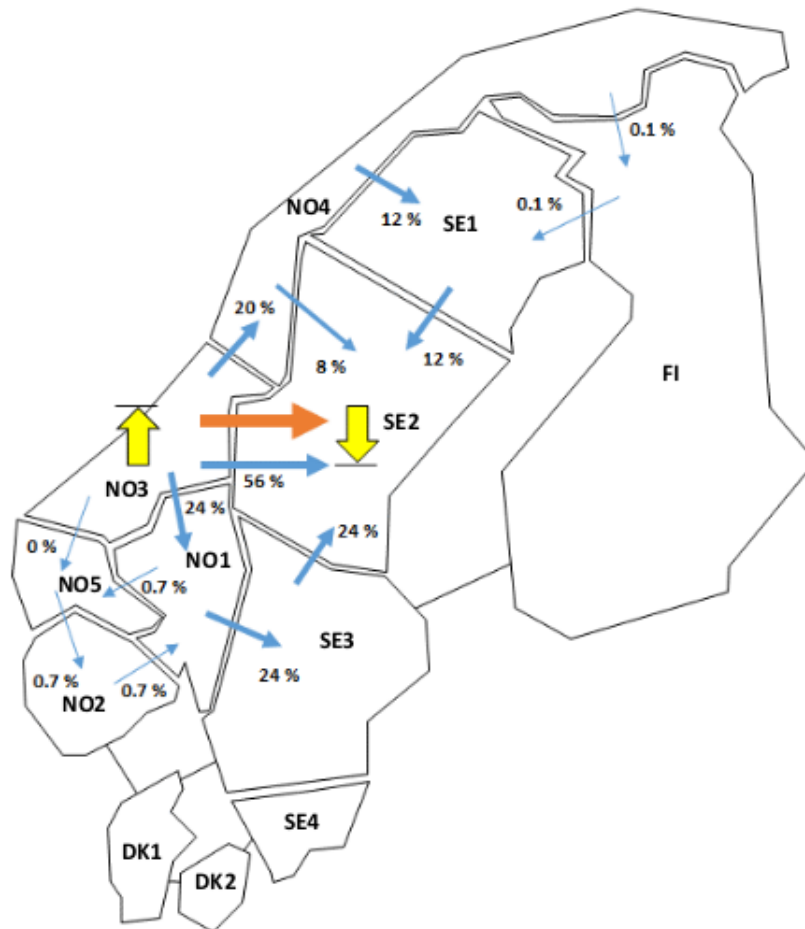 0.1 %
NO4
12 %
0.1 %
SE1
20 %
8 %
12 %
FI
SE2
NO3
56 %
24 %
24 %
0 %
NO1
NO5
0.7 %
SE3
0.7 %
0.7 %
24 %
NO2
SE4
DK1
DK2